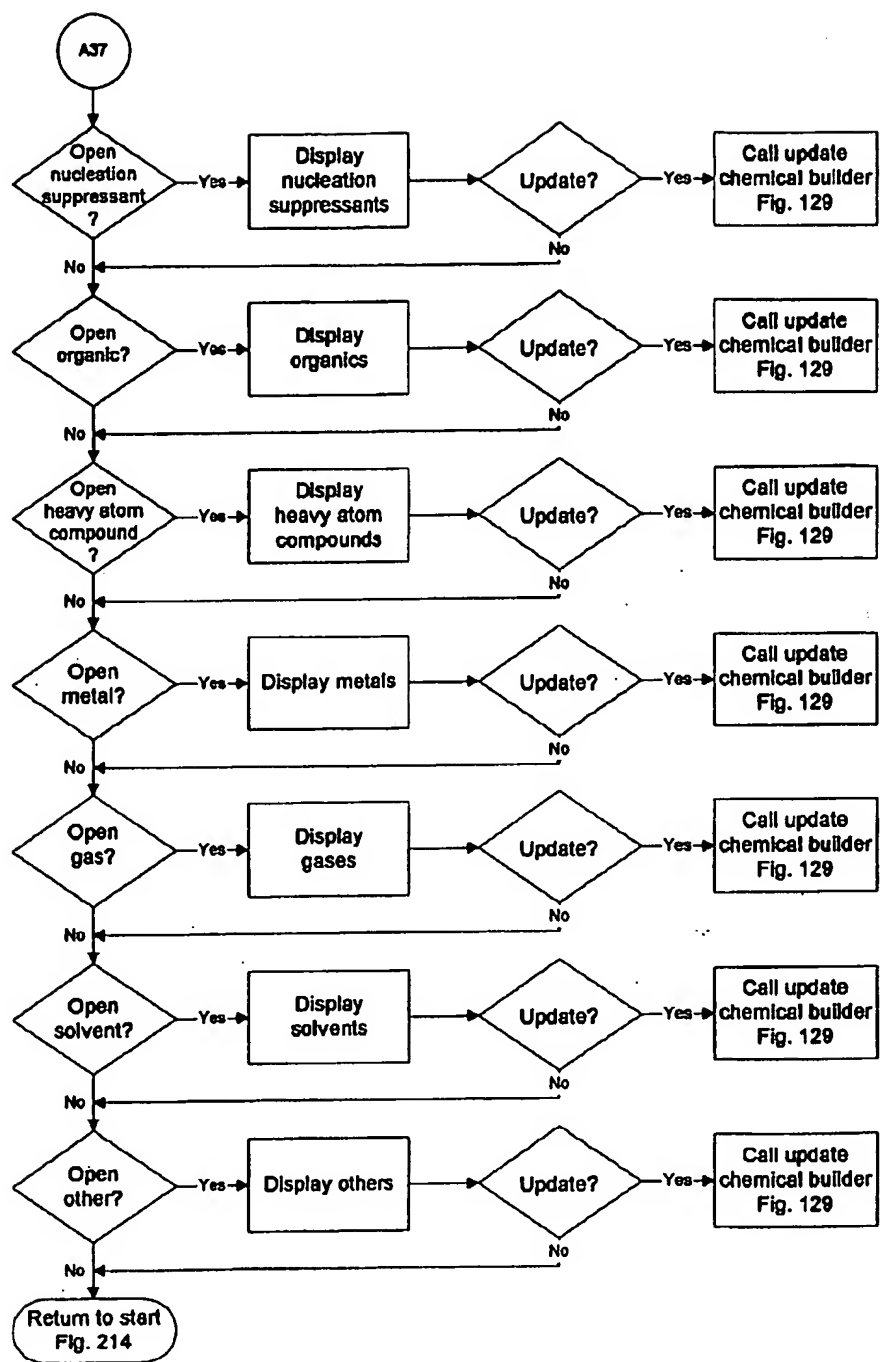 A37
Open
nucleation
suppressant
?
Yes
Display
nucleation
suppressants
Update?
Yes
Call update
chemical builder
Fig. 129
No
No
Open
organic?
Yes
Display
organics
Update?
Yes
Call update
chemical builder
Fig. 129
No
No
Open
heavy atom
compound
?
Yes
Display
heavy atom
compounds
Update?
Yes
Call update
chemical builder
Fig. 129
No
No
Open
metal?
Yes
Display metals
Update?
Yes
Call update
chemical builder
Fig. 129
No
No
Open
gas?
Yes
Display
gases
Update?
Yes
Call update
chemical builder
Fig. 129
No
No
Open
solvent?
Yes
Display
solvents
Update?
Yes
Call update
chemical builder
Fig. 129
No
No
Open
other?
Yes
Display others
Update?
Yes
Call update
chemical builder
Fig. 129
No
No
Return to start
Fig. 214